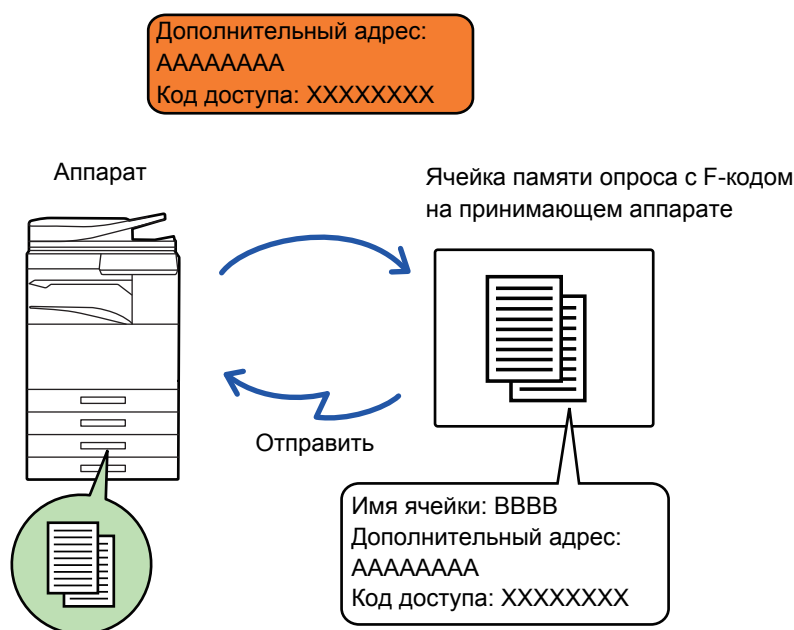 Дополнительный адрес:
AAAAAAAA
Код доступа: XXXXXXXX
Аппарат
Ячейка памяти опроса с F-кодом
на принимающем аппарате
Отправить
Имя ячейки: BBBB
Дополнительный адрес:
AAAAAAAA
Код доступа: XXXXXXXX